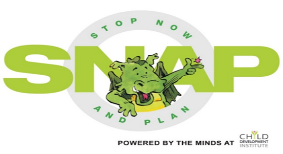 STOP NOW
SNAP
AND PLAN
POWERED BY THE MINDS AT
CHILD
DEVELOPMENT
INSTITUTE